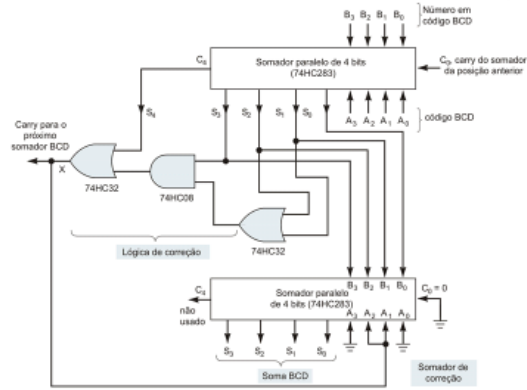 B3 B2 B1 B0
Número em
código BCD
C4
Somador paralelo de 4 bits
(74HC283)
C0, carry do somador
da posição anterior
S4
S3
S2
S1
S0
A3 A2 A1 A0
código BCD
Carry para o
próximo
somador BCD
X
74HC32
74HC08
74HC32
Lógica de correção
C4
não
usado
Somador paralelo
de 4 bits (74HC283)
B3 B2 B1 B0
A3 A2 A1 A0
C0 = 0
S3 S2 S1 S0
Soma BCD
Somador de
correção